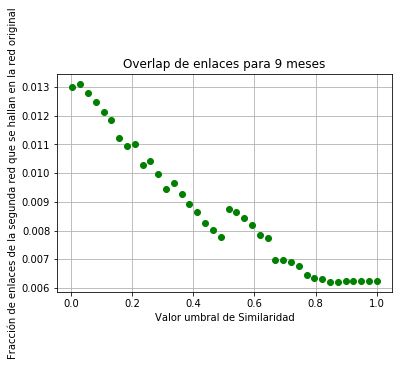 Overlap de enlaces para 9 meses
Fracción de enlaces de la segunda red que se hallan en la red original
0.013
0.012
0.011
0.010
0.009
0.008
0.007
0.006
0.0 0.2 0.4 0.6 0.8 1.0
Valor umbral de Similaridad